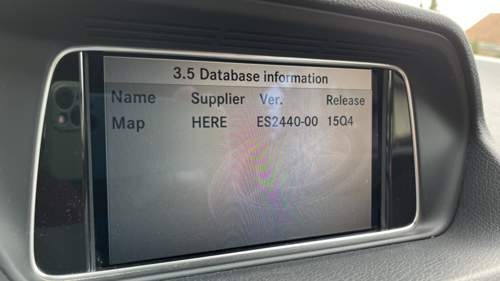 3.5 Database information
Name Supplier Ver. Release
Map HERE ES2440-00 15Q4